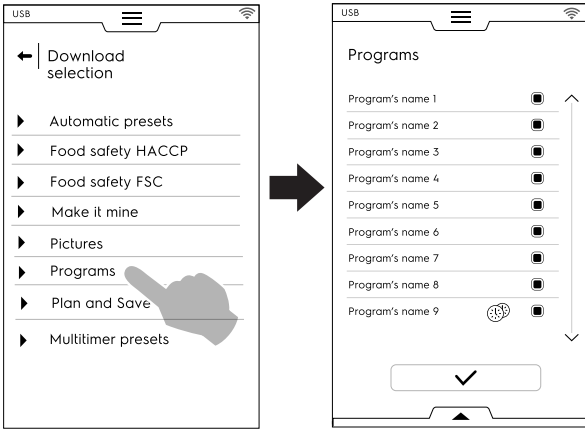 USB
Download
selection
Automatic presets
Food safety HACCP
Food safety FSC
Make it mine
Pictures
Programs
Plan and Save
Multitimer presets
USB
Programs
Program's name 1
Program's name 2
Program's name 3
Program's name 4
Program's name 5
Program's name 6
Program's name 7
Program's name 8
Program's name 9